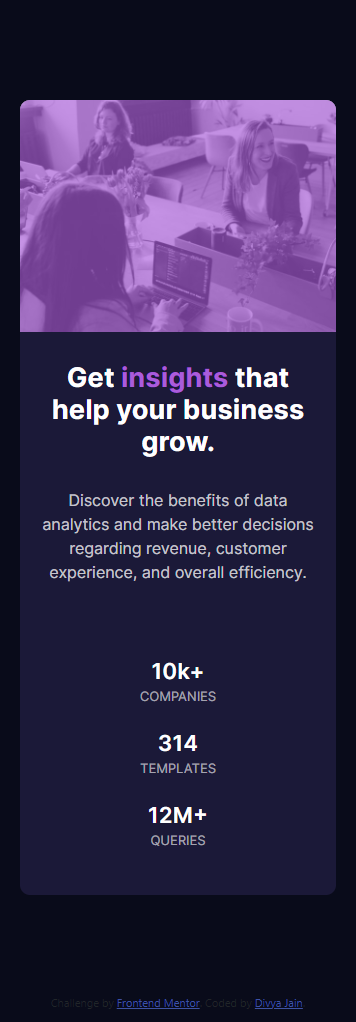 Get insights that
help your business
grow.
Discover the benefits of data
analytics and make better decisions
regarding revenue, customer
experience, and overall efficiency.
10k+
COMPANIES
314
TEMPLATES
12M+
QUERIES
Challenge by Frontend Mentor. Coded by Divya Jain.